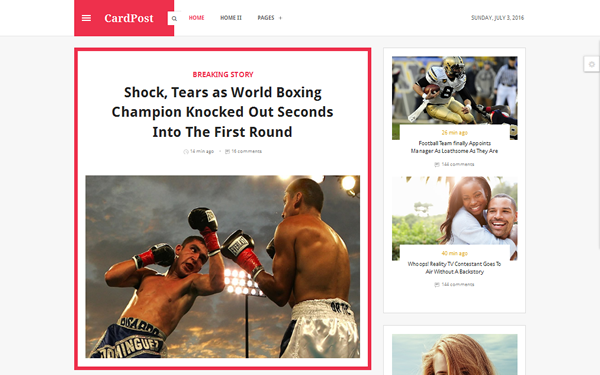 CardPost
HOME
HOME II
PAGES +
SUNDAY, JULY 3, 2016
BREAKING STORY
Shock, Tears as World Boxing
Champion Knocked Out Seconds
Into The First Round
14 min ago
16 comments
DOMINGUEZ
26 min ago
Football Team finally Appoints
Manager As Loathsome As They Are
144 comments
40 min ago
Whoops! Reality TV Contestant Goes To
Air Without A Backstory
144 comments